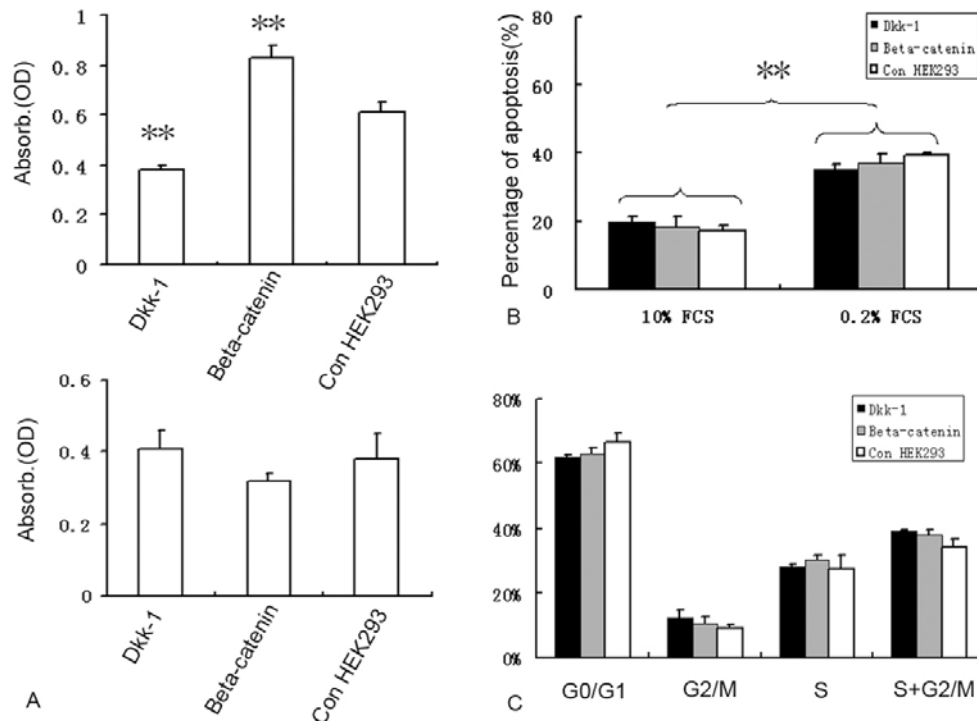 Absorb.(OD)
1
0.8
0.6
0.4
0.2
0
**
**
Dkk-1
Beta-catenin
Con HEK293
Absorb.(OD)
0.6
0.4
0.2
0
Dkk-1
Beta-catenin
Con HEK293
A
Percentage of apoptosis(%)
80
60
40
20
0
**
Dkk-1
Beta-catenin
Con HEK293
10% FCS
0.2% FCS
B
80%
60%
40%
20%
0%
Dkk-1
Beta-catenin
Con HEK293
G0/G1
G2/M
S
S+G2/M
C